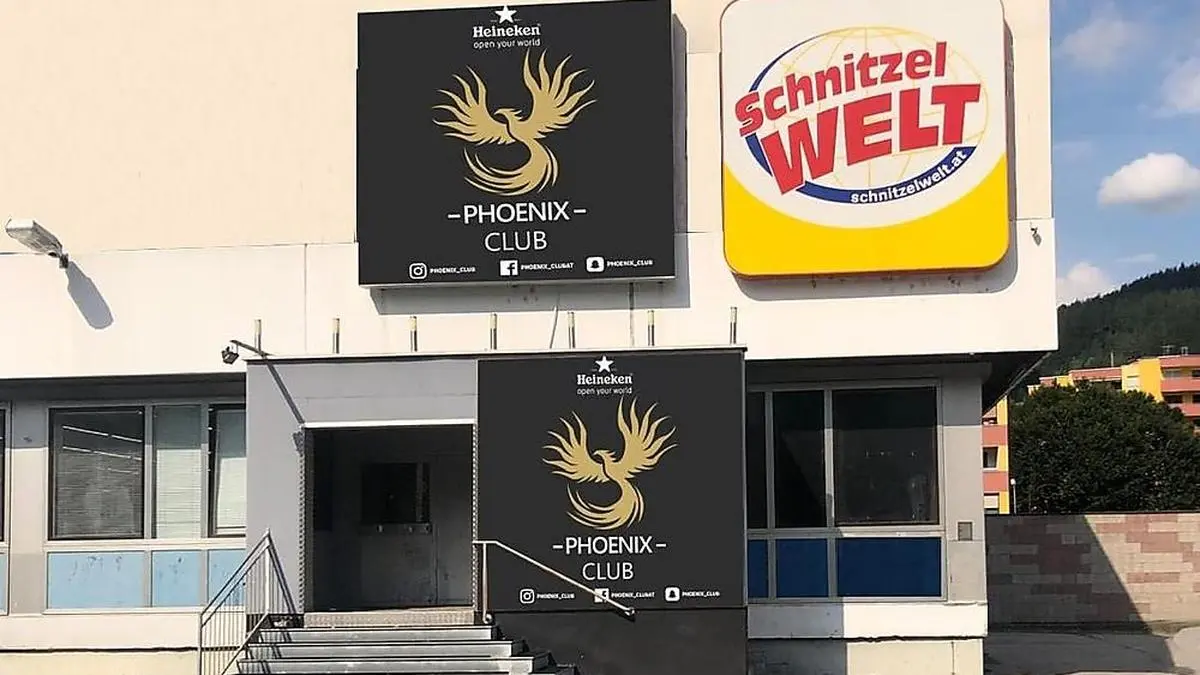 Heineken
open your world
-PHOENIX-
CLUB
PHOENIX_CLUB PHOENIX_CLUBAT PHOENIX_CLUB
Schnitzel
WELT
schnitzelwelt.at
Heineken
open your world
-PHOENIX-
CLUB
PHOENIX_CLUB PHOENIX_CLUBAT PHOENIX_CLUB